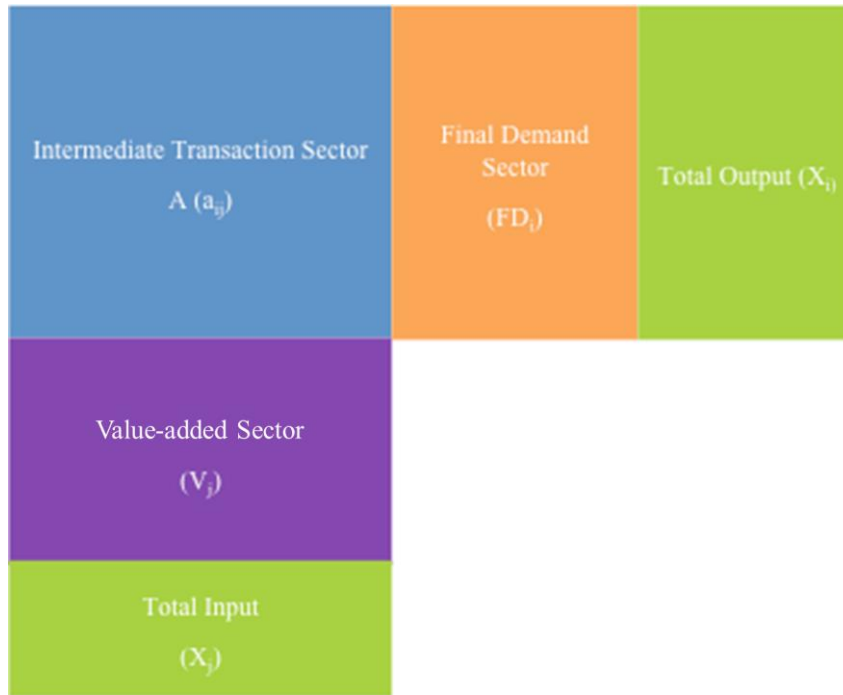 Intermediate Transaction Sector
A (aij)
Final Demand
Sector
(FDi)
Total Output (Xi)
Value-added Sector
(Vj)
Total Input
(Xj)